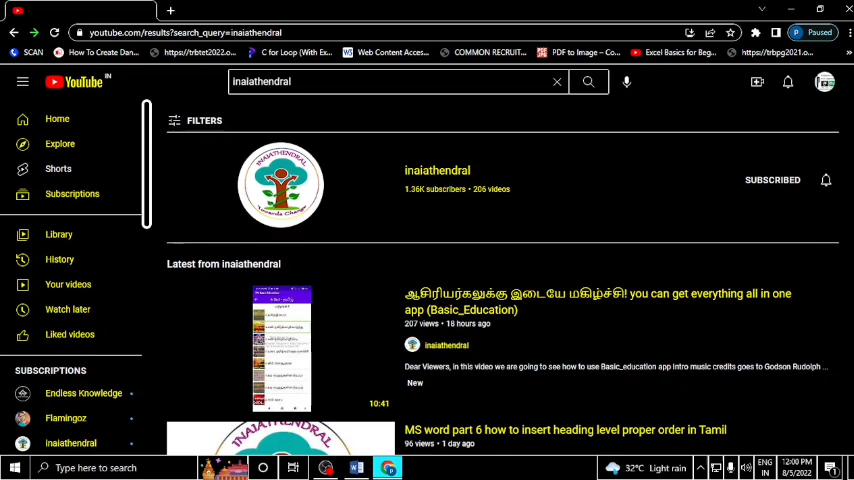 youtube.com/results?search_query=inaiathendral
Paused
SCAN
How To Create Dan...
https://trbtet2022.o...
C for Loop (With Ex...
Web Content Acces...
COMMON RECRUIT...
PDF to Image – Co...
Excel Basics for Beg...
https://trbpg2021.o...
YouTube IN
inaiathendral
Home
FILTERS
Explore
Shorts
Subscriptions
INAIATHENDRAL
Towards Change
inaiathendral
1.36K subscribers • 206 videos
SUBSCRIBED
Library
History
Your videos
Watch later
Liked videos
Latest from inaiathendral
ஆசிரியர்களுக்கு இடையே மகிழ்ச்சி! you can get everything all in one
app (Basic_Education)
207 views • 18 hours ago
inaiathendral
Dear Viewers, in this video we are going to see how to use Basic_education app Intro music credits goes to Godson Rudolph ...
New
10:41
SUBSCRIPTIONS
Endless Knowledge
Flamingoz
inaiathendral
INAIATHENDRAL
MS word part 6 how to insert heading level proper order in Tamil
96 views • 1 day ago
Type here to search
32°C Light rain
ENG
IN
12:00 PM
8/5/2022
1